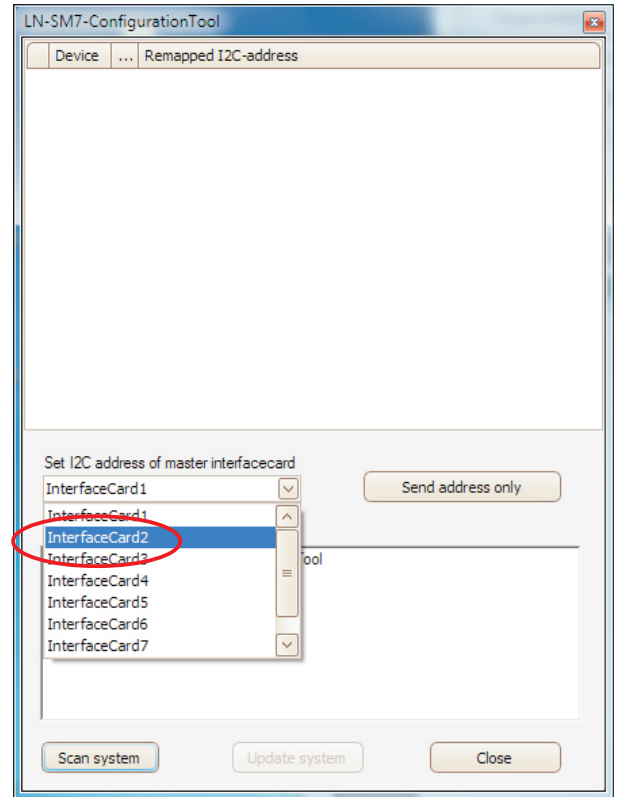 LN-SM7-ConfigurationTool
Device ... Remapped I2C-address
Set I2C address of master interfacecard
InterfaceCard1
Send address only
InterfaceCard1
InterfaceCard2
InterfaceCard3
ool
InterfaceCard4
InterfaceCard5
InterfaceCard6
InterfaceCard7
Scan system
Update system
Close